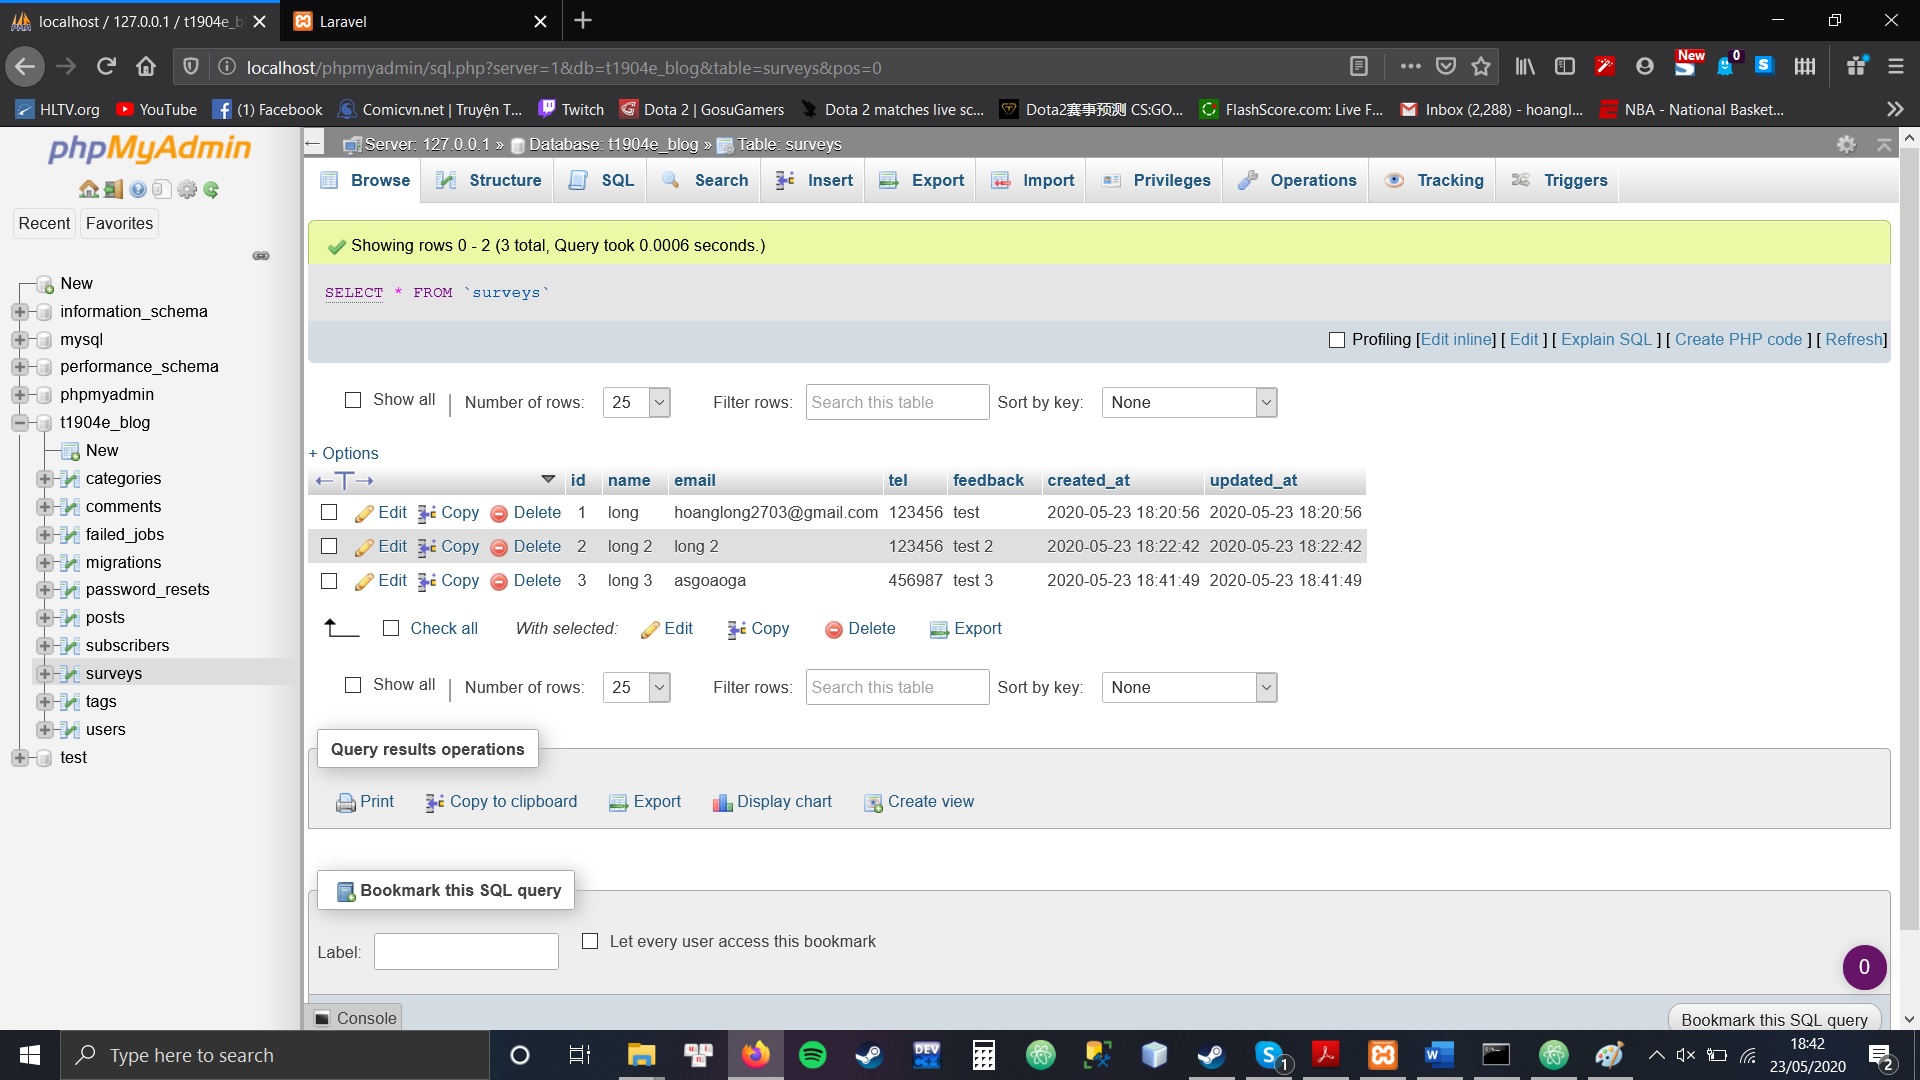 localhost / 127.0.0.1 / t1904e_b
Laravel
localhost/phpmyadmin/sql.php?server=1&db=t1904e_blog&table=surveys&pos=0
New
0
HLTV.org
YouTube
(1) Facebook
Comicvn.net | Truyện T...
Twitch
Dota 2 | GosuGamers
Dota 2 matches live sc...
Dota2赛事预测 CS:GO...
FlashScore.com: Live F...
Inbox (2,288) - hoangl...
NBA - National Basket...
phpMyAdmin
Recent
Favorites
New
information_schema
mysql
performance_schema
phpmyadmin
t1904e_blog
New
categories
comments
failed_jobs
migrations
password_resets
posts
subscribers
surveys
tags
users
test
Server: 127.0.0.1 » Database: t1904e_blog » Table: surveys
Browse Structure SQL Search Insert Export Import Privileges Operations Tracking Triggers
Showing rows 0 - 2 (3 total, Query took 0.0006 seconds.)
SELECT * FROM `surveys`
Profiling [Edit inline] [ Edit ] [ Explain SQL ] [ Create PHP code ] [ Refresh]
Show all | Number of rows: 25 Filter rows: Search this table Sort by key: None
+ Options
←T→ id name email tel feedback created_at updated_at
Edit Copy Delete 1 long hoanglong2703@gmail.com 123456 test 2020-05-23 18:20:56 2020-05-23 18:20:56
Edit Copy Delete 2 long 2 long 2 123456 test 2 2020-05-23 18:22:42 2020-05-23 18:22:42
Edit Copy Delete 3 long 3 asgoaoga 456987 test 3 2020-05-23 18:41:49 2020-05-23 18:41:49
Check all With selected: Edit Copy Delete Export
Show all | Number of rows: 25 Filter rows: Search this table Sort by key: None
Query results operations
Print Copy to clipboard Export Display chart Create view
Bookmark this SQL query
Label: Let every user access this bookmark
0
Console
Bookmark this SQL query
Type here to search
DEV C++
1
18:42
23/05/2020
2